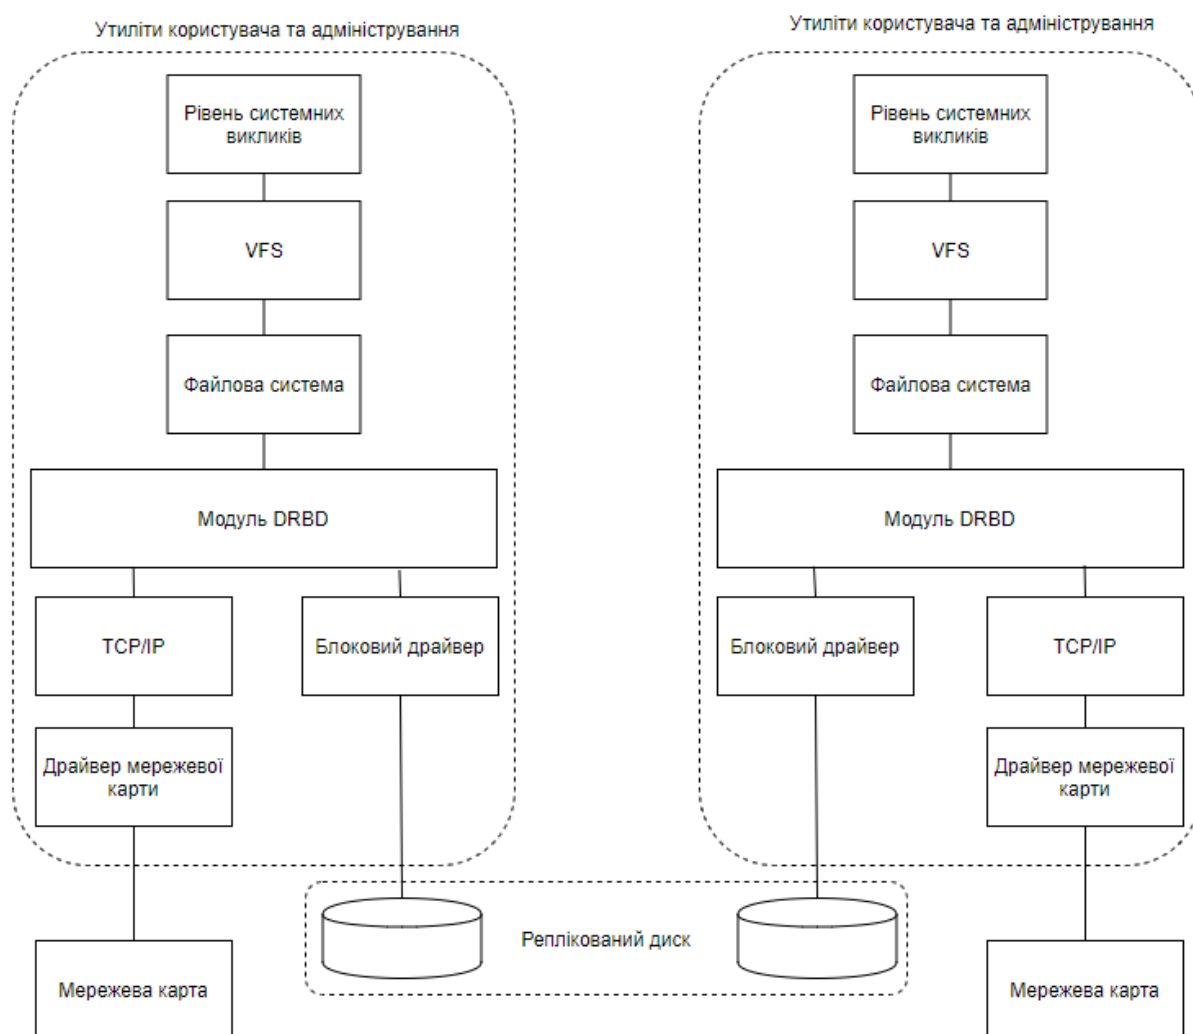 Утиліти користувача та адміністрування
Рівень системних
викликів
VFS
Файлова система
Модуль DRBD
TCP/IP
Блоковий драйвер
Драйвер мережевої
карти
Мережева карта
Утиліти користувача та адміністрування
Рівень системних
викликів
VFS
Файлова система
Модуль DRBD
Блоковий драйвер
TCP/IP
Драйвер мережевої
карти
Мережева карта
Реплікований диск